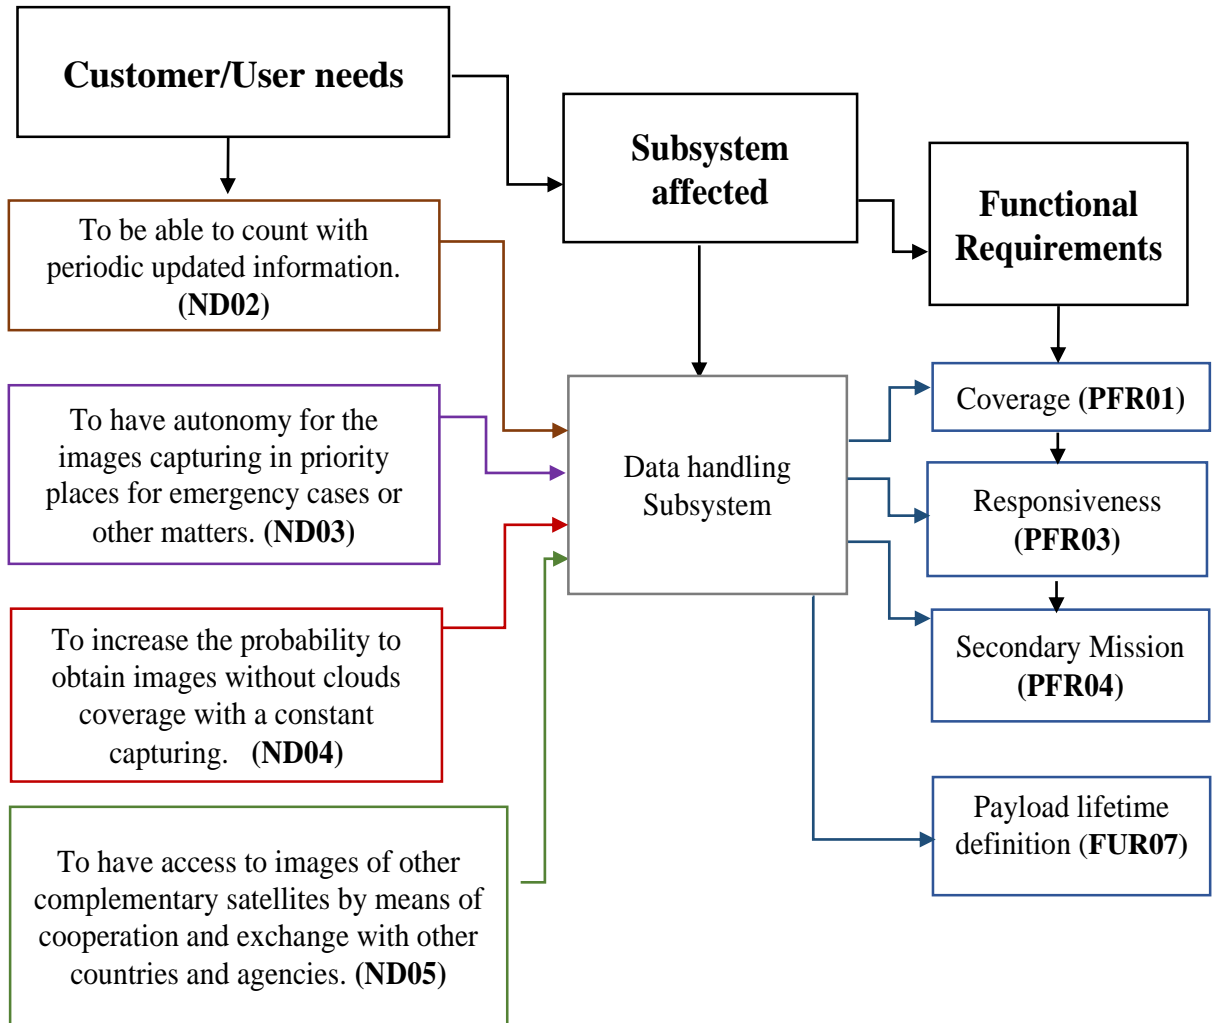 Customer/User needs
Subsystem
affected
Functional
Requirements
To be able to count with
periodic updated information.
(ND02)
To have autonomy for the
images capturing in priority
places for emergency cases or
other matters. (ND03)
To increase the probability to
obtain images without clouds
coverage with a constant
capturing. (ND04)
To have access to images of other
complementary satellites by means of
cooperation and exchange with other
countries and agencies. (ND05)
Data handling
Subsystem
Coverage (PFR01)
Responsiveness
(PFR03)
Secondary Mission
(PFR04)
Payload lifetime
definition (FUR07)